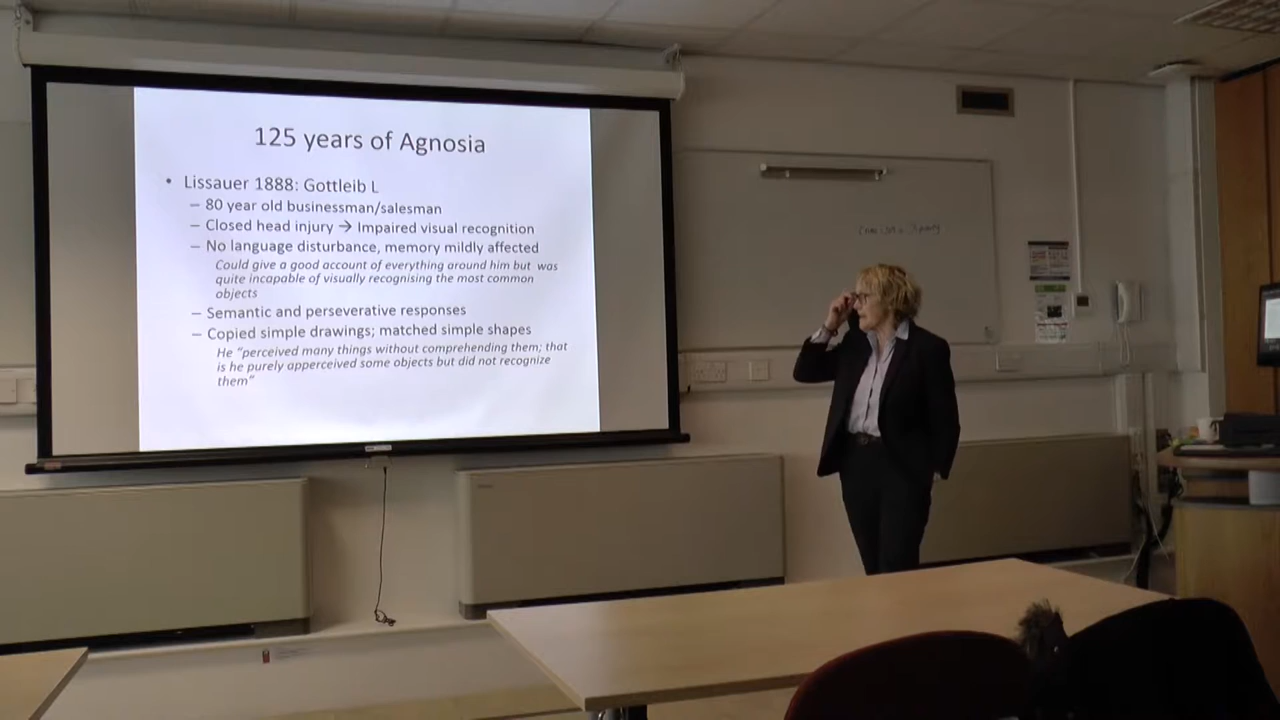 125 years of Agnosia
• Lissauer 1888: Gottleib L
– 80 year old businessman/salesman
– Closed head injury → Impaired visual recognition
– No language disturbance, memory mildly affected
Could give a good account of everything around him but was
quite incapable of visually recognising the most common
objects
– Semantic and perseverative responses
– Copied simple drawings; matched simple shapes
He "perceived many things without comprehending them; that
is he purely apperceived some objects but did not recognize
them"